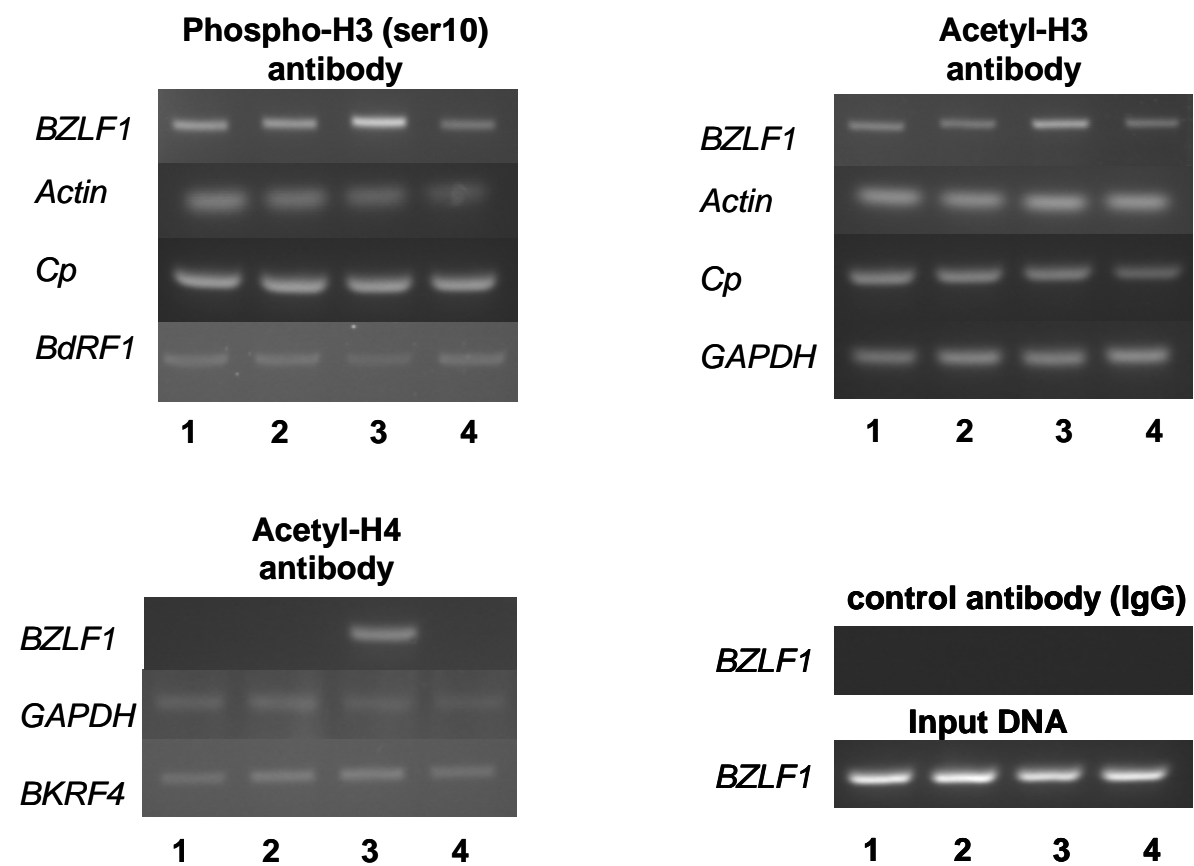 Phospho-H3 (ser10)
antibody
BZLF1
Actin
Cp
BdRF1
1 2 3 4
Acetyl-H3
antibody
BZLF1
Actin
Cp
GAPDH
1 2 3 4
Acetyl-H4
antibody
BZLF1
GAPDH
BKRF4
1 2 3 4
control antibody (IgG)
BZLF1
Input DNA
BZLF1
1 2 3 4